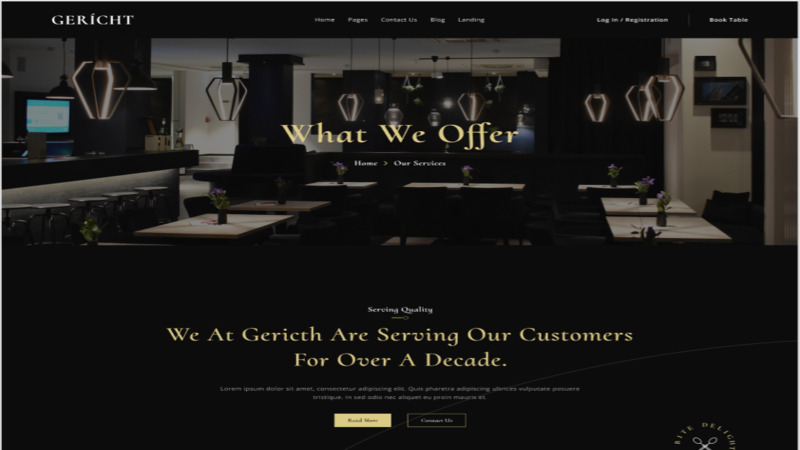 GERÍCHT
Home Pages Contact Us Blog Landing
Log In / Registration Book Table
What We Offer
Home > Our Services
Serving Quality
We At Gericth Are Serving Our Customers
For Over A Decade.
Lorem ipsum dolor sit amet, consectetur adipiscing elit. Quis pharetra adipiscing ultrices vulputate posuere
tristique. In sed odio nec aliquet eu proin mauris et.
Read More
Contact Us
BITE DELIGHT